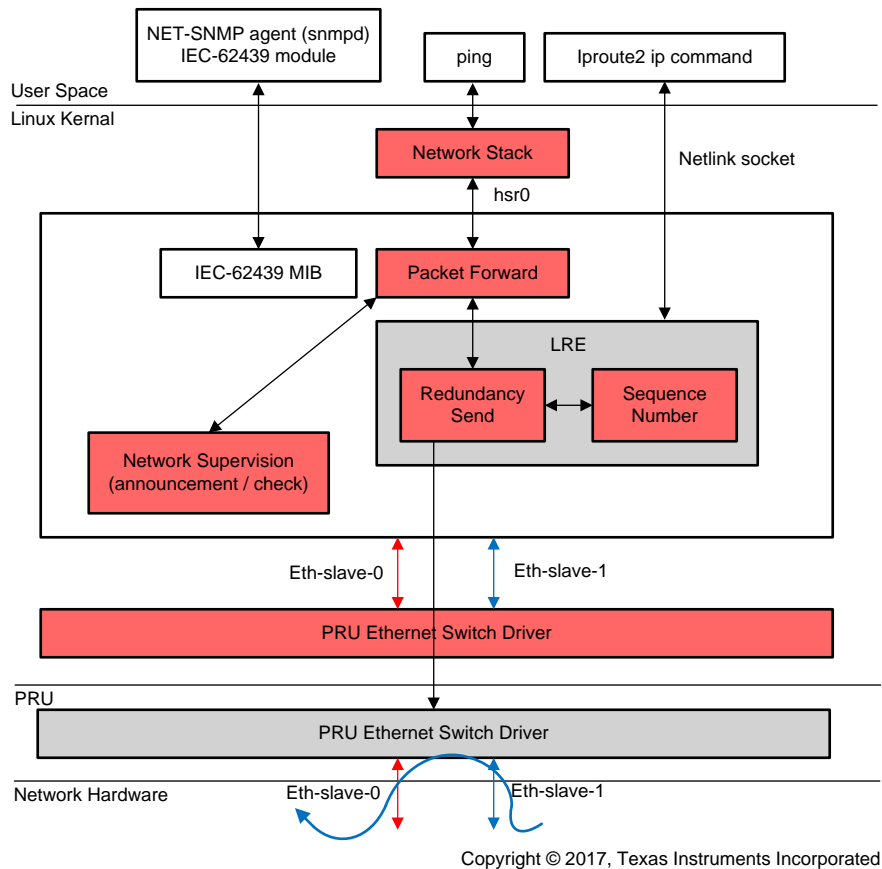 NET-SNMP agent (snmpd)
IEC-62439 module
ping
Iproute2 ip command
User Space
Linux Kernal
Network Stack
Netlink socket
hsr0
IEC-62439 MIB
Packet Forward
LRE
Redundancy
Send
Sequence
Number
Network Supervision
(announcement / check)
Eth-slave-0
Eth-slave-1
PRU Ethernet Switch Driver
PRU
PRU Ethernet Switch Driver
Network Hardware
Eth-slave-0
Eth-slave-1
Copyright © 2017, Texas Instruments Incorporated